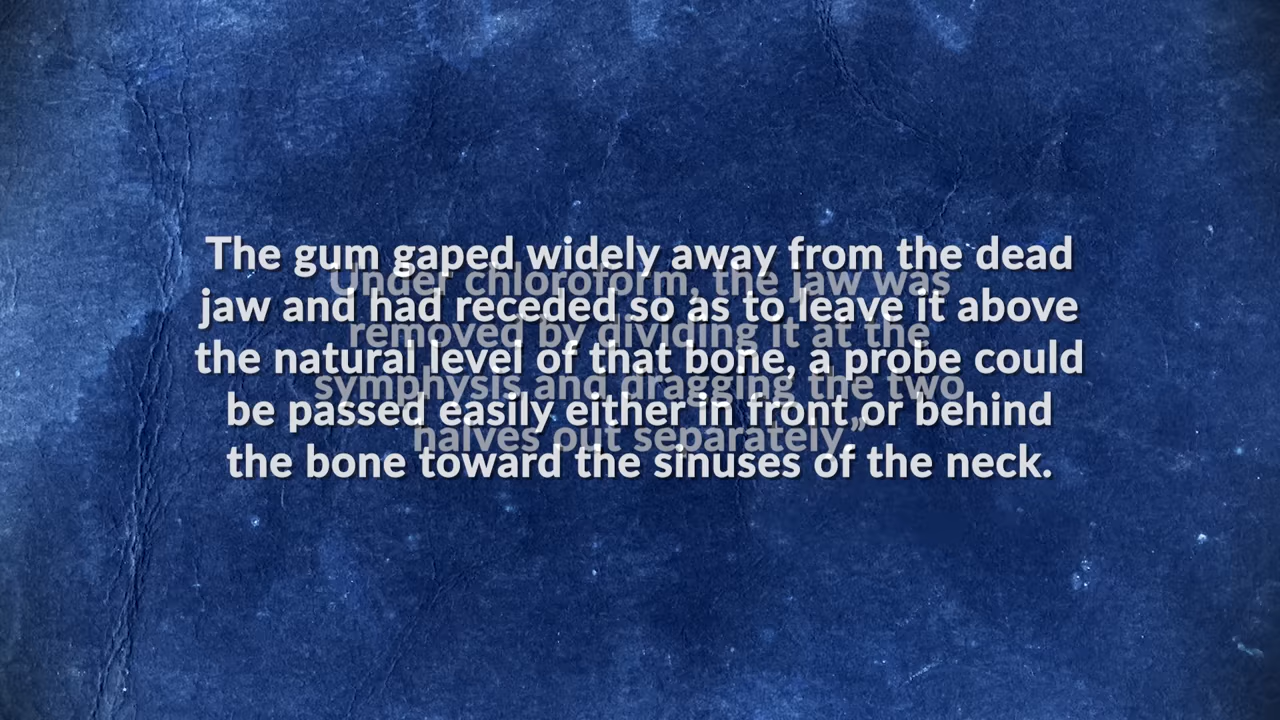 The gum gaped widely away from the dead
jaw and had receded so as to leave it above
the natural level of that bone, a probe could
be passed easily either in front or behind
the bone toward the sinuses of the neck.
Under chloroform, the jaw was
removed by dividing it at the
symphysis and dragging the two
halves out separately”